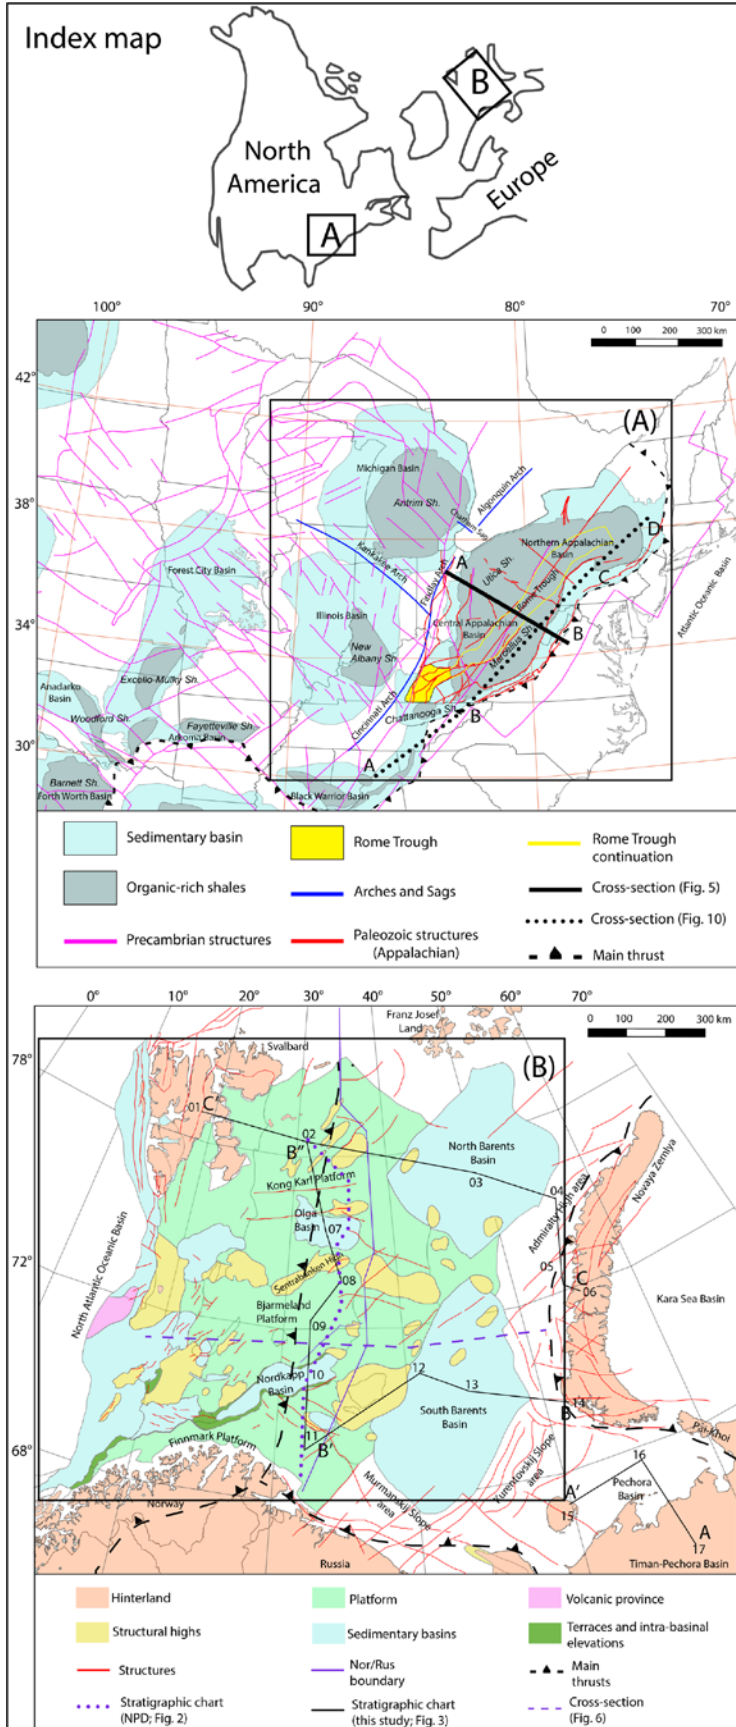 Index map
B
North
America
Europe
A
100°
90°
80°
70°
0 100 200 300 km
42°
(A)
Michigan Basin
Algonquin Arch
Antrim Sh.
Chatham Sag
38°
D
Northern Appalachian
Basin
Kankakee Arch
A
Utica Sh.
Forest City Basin
Findlay Arch
C
Rome Trough
Atlantic Oceanic Basin
Illinois Basin
34°
Central Appalachian
Basin
B
Marcellus Sh.
New
Albany Sh.
Excello-Mulky Sh.
Anadarko
Basin
Cincinnati Arch
Chattanooga Sh.
B
Woodford Sh.
Fayetteville Sh.
Arkoma Basin
30°
A
Barnett Sh.
Forth Worth Basin
Black Warrior Basin
Sedimentary basin
Rome Trough
Rome Trough
continuation
Organic-rich shales
Arches and Sags
Cross-section (Fig. 5)
Cross-section (Fig. 10)
Precambrian structures
Paleozoic structures
(Appalachian)
Main thrust
0°
10°
20°
30°
40°
50°
60°
70°
Franz Josef
Land
0 100 200 300 km
78°
Svalbard
(B)
01
C'
02
B"
North Barents
Basin
03
04
Kong Karl Platform
Olga
Basin
07
Admiralty High area
Novaya Zemlya
North Atlantic Oceanic Basin
72°
Sentrabanken High
08
05
C
06
Kara Sea Basin
Bjarmeland
Platform
09
12
13
Nordkapp
Basin
10
14
South Barents
Basin
B
11
B'
Finnmark Platform
Pai-Khoi
68°
Murmanskij Slope
area
Kurentovskij Slope
area
16
Pechora
Basin
A'
15
Norway
A
17
Russia
Timan-Pechora Basin
Hinterland
Platform
Volcanic province
Structural highs
Sedimentary basins
Terraces and intra-basinal
elevations
Structures
Nor/Rus
boundary
Main
thrusts
Stratigraphic chart
(NPD; Fig. 2)
Stratigraphic chart
(this study; Fig. 3)
Cross-section
(Fig. 6)